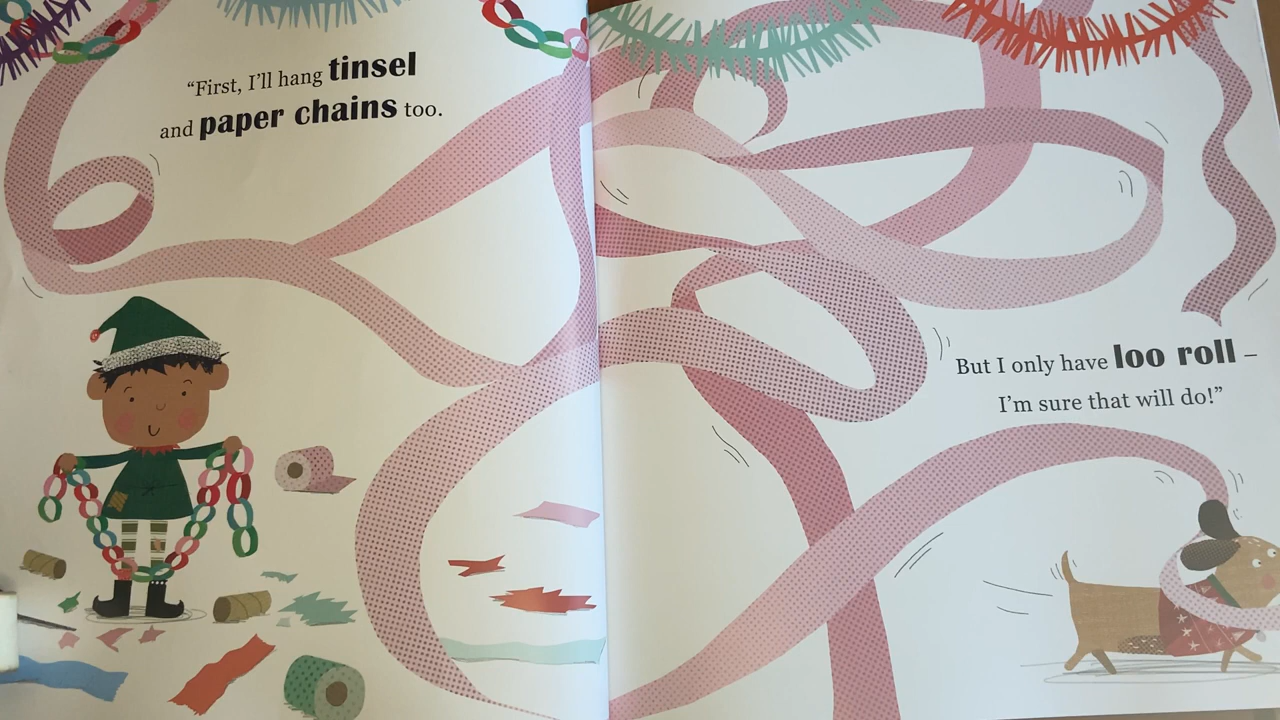 “First, I’ll hang tinsel
and paper chains too.
But I only have loo roll –
I’m sure that will do!”